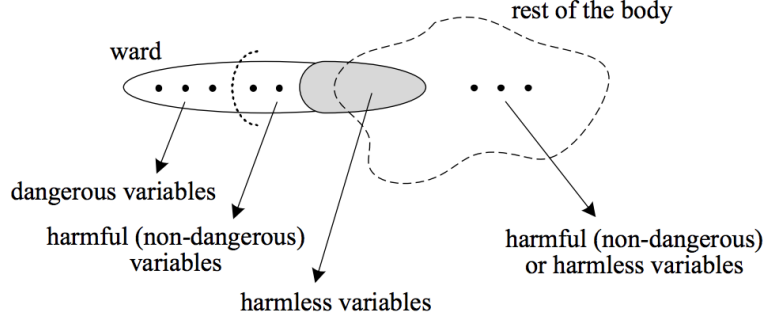 rest of the body
ward
dangerous variables
harmful (non-dangerous)
variables
harmful (non-dangerous)
or harmless variables
harmless variables